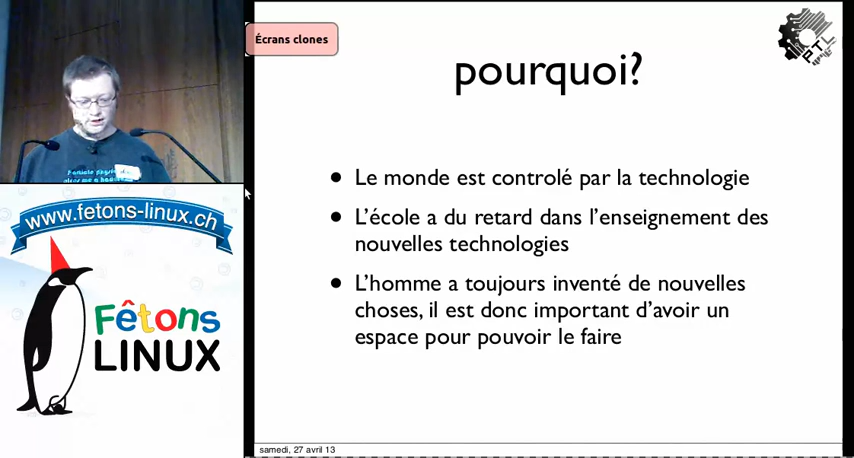 Écrans clones
pourquoi?
PTL
• Le monde est controlé par la technologie
• L'école a du retard dans l'enseignement des
nouvelles technologies
• L'homme a toujours inventé de nouvelles
choses, il est donc important d'avoir un
espace pour pouvoir le faire
samedi, 27 avril 13
www.fetons-linux.ch
Fêtons
LINUX